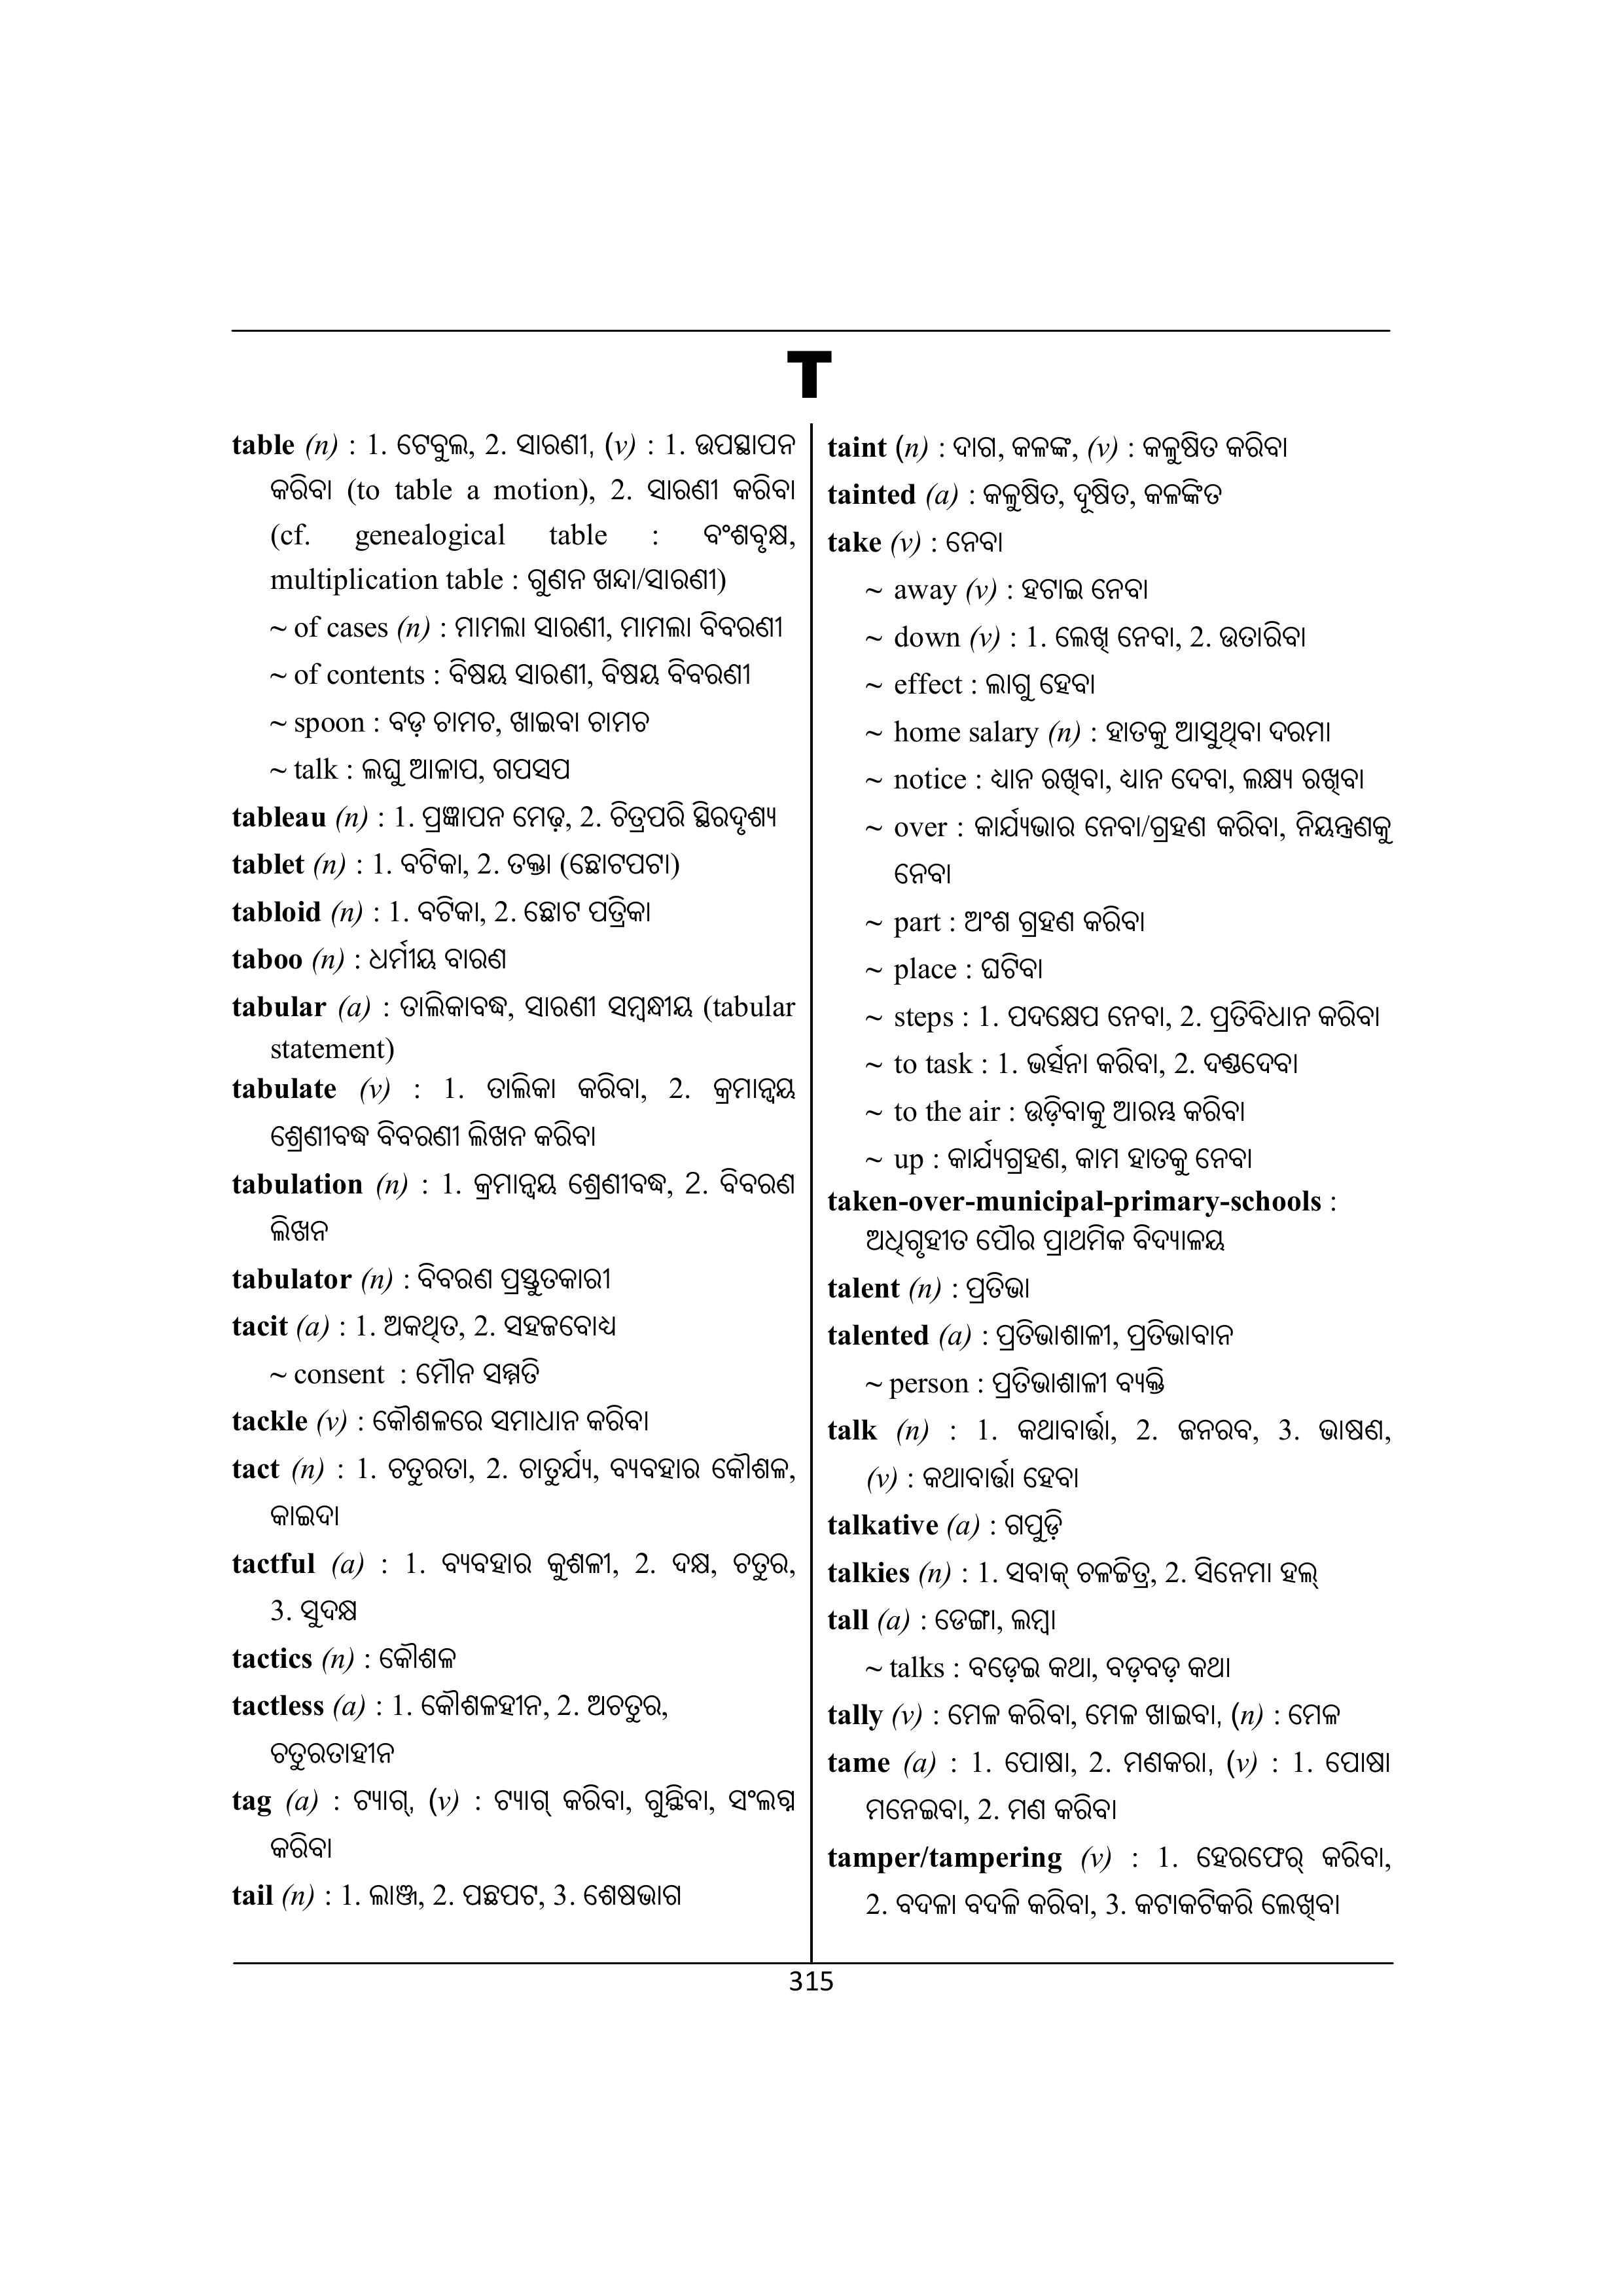 T
table (n) : 1. ଟେବୁଲ, 2. ସାରଣୀ, (v) : 1. ଉପସ୍ଥାପନ
କରିବା (to table a motion), 2. ସାରଣୀ କରିବା
(cf. genealogical table : ବଂଶବୃକ୍ଷ,
multiplication table : ଗୁଣନ ଖନ୍ଦା/ସାରଣୀ)
~ of cases (n) : ମାମଲା ସାରଣୀ, ମାମଲା ବିବରଣୀ
~ of contents : ବିଷୟ ସାରଣୀ, ବିଷୟ ବିବରଣୀ
~ spoon : ବଡ଼ ଚାମଚ, ଖାଇବା ଚାମଚ
~ talk : ଲଘୁ ଆଳାପ, ଗପସପ
tableau (n) : 1. ପ୍ରଜ୍ଞାପନ ମେଢ଼, 2. ଚିତ୍ରପରି ସ୍ଥିରଦୃଶ୍ୟ
tablet (n) : 1. ବଟିକା, 2. ତକ୍ତା (ଛୋଟପଟା)
tabloid (n) : 1. ବଟିକା, 2. ଛୋଟ ପତ୍ରିକା
taboo (n) : ଧର୍ମୀୟ ବାରଣ
tabular (a) : ତାଲିକାବଦ୍ଧ, ସାରଣୀ ସମ୍ବନ୍ଧୀୟ (tabular
statement)
tabulate (v) : 1. ତାଲିକା କରିବା, 2. କ୍ରମାନ୍ୱୟ
ଶ୍ରେଣୀବଦ୍ଧ ବିବରଣୀ ଲିଖନ କରିବା
tabulation (n) : 1. କ୍ରମାନ୍ୱୟ ଶ୍ରେଣୀବଦ୍ଧ, 2. ବିବରଣ
ଲିଖନ
tabulator (n) : ବିବରଣ ପ୍ରସ୍ତୁତକାରୀ
tacit (a) : 1. ଅକଥିତ, 2. ସହଜବୋଧ
~ consent : ମୌନ ସମ୍ମତି
tackle (v) : କୌଶଳରେ ସମାଧାନ କରିବା
tact (n) : 1. ଚତୁରତା, 2. ଚାତୁର୍ଯ୍ୟ, ବ୍ୟବହାର କୌଶଳ,
କାଇଦା
tactful (a) : 1. ବ୍ୟବହାର କୁଶଳୀ, 2. ଦକ୍ଷ, ଚତୁର,
3. ସୁଦକ୍ଷ
tactics (n) : କୌଶଳ
tactless (a) : 1. କୌଶଳହୀନ, 2. ଅଚତୁର,
ଚତୁରତାହୀନ
tag (a) : ଟ୍ୟାଗ୍, (v) : ଟ୍ୟାଗ୍ କରିବା, ଗୁନ୍ଥିବା, ସଂଲଗ୍ନ
କରିବା
tail (n) : 1. ଲାଞ୍ଜ, 2. ପଛପଟ, 3. ଶେଷଭାଗ
taint (n) : ଦାଗ, କଳଙ୍କ, (v) : କଳୁଷିତ କରିବା
tainted (a) : କଳୁଷିତ, ଦୂଷିତ, କଳଙ୍କିତ
take (v) : ନେବା
~ away (v) : ହଟାଇ ନେବା
~ down (v) : 1. ଲେଖି ନେବା, 2. ଉତାରିବା
~ effect : ଲାଗୁ ହେବା
~ home salary (n) : ହାତକୁ ଆସୁଥିବା ଦରମା
~ notice : ଧ୍ୟାନ ରଖିବା, ଧ୍ୟାନ ଦେବା, ଲକ୍ଷ୍ୟ ରଖିବା
~ over : କାର୍ଯ୍ୟଭାର ନେବା/ଗ୍ରହଣ କରିବା, ନିୟନ୍ତ୍ରଣକୁ
ନେବା
~ part : ଅଂଶ ଗ୍ରହଣ କରିବା
~ place : ଘଟିବା
~ steps : 1. ପଦକ୍ଷେପ ନେବା, 2. ପ୍ରତିବିଧାନ କରିବା
~ to task : 1. ଭର୍ତ୍ସନା କରିବା, 2. ଦଣ୍ଡଦେବା
~ to the air : ଉଡ଼ିବାକୁ ଆରମ୍ଭ କରିବା
~ up : କାର୍ଯ୍ୟଗ୍ରହଣ, କାମ ହାତକୁ ନେବା
taken-over-municipal-primary-schools :
ଅଧିଗୃହୀତ ପୌର ପ୍ରାଥମିକ ବିଦ୍ୟାଳୟ
talent (n) : ପ୍ରତିଭା
talented (a) : ପ୍ରତିଭାଶାଳୀ, ପ୍ରତିଭାବାନ
~ person : ପ୍ରତିଭାଶାଳୀ ବ୍ୟକ୍ତି
talk (n) : 1. କଥାବାର୍ତ୍ତା, 2. ଜନରବ, 3. ଭାଷଣ,
(v) : କଥାବାର୍ତ୍ତା ହେବା
talkative (a) : ଗପୁଡ଼ି
talkies (n) : 1. ସବାକ୍ ଚଳଚ୍ଚିତ୍ର, 2. ସିନେମା ହଲ୍
tall (a) : ଡେଙ୍ଗା, ଲମ୍ବା
~ talks : ବଡ଼େଇ କଥା, ବଡ଼ବଡ଼ କଥା
tally (v) : ମେଳ କରିବା, ମେଳ ଖାଇବା, (n) : ମେଳ
tame (a) : 1. ପୋଷା, 2. ମଣକରା, (v) : 1. ପୋଷା
ମନେଇବା, 2. ମଣ କରିବା
tamper/tampering (v) : 1. ହେରଫେର୍ କରିବା,
2. ବଦଳା ବଦଳି କରିବା, 3. କଟାକଟିକରି ଲେଖିବା
315